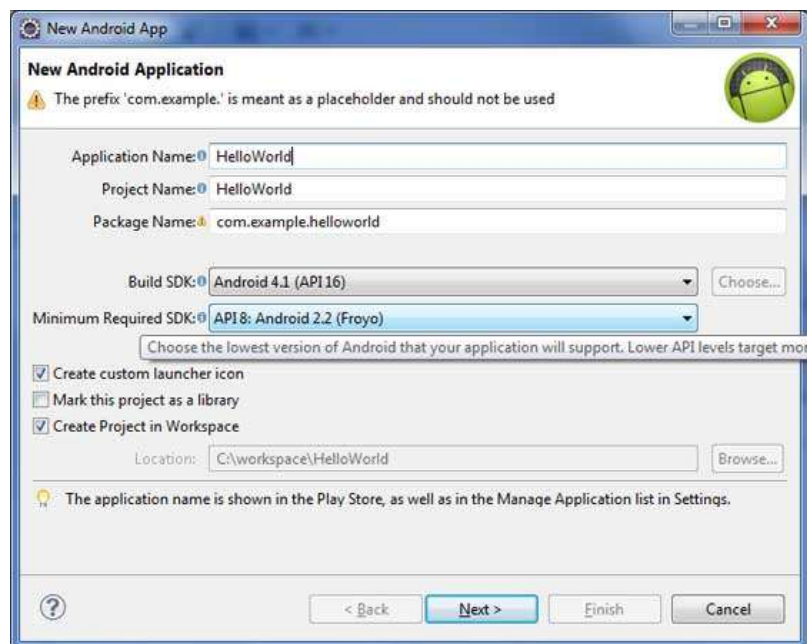 New Android App
New Android Application
The prefix 'com.example.' is meant as a placeholder and should not be used
Application Name: HelloWorld
Project Name: HelloWorld
Package Name: com.example.helloworld
Build SDK: Android 4.1 (API 16) Choose...
Minimum Required SDK: API 8: Android 2.2 (Froyo)
Choose the lowest version of Android that your application will support. Lower API levels target mor
Create custom launcher icon
Mark this project as a library
Create Project in Workspace
Location: C:\workspace\HelloWorld Browse...
The application name is shown in the Play Store, as well as in the Manage Application list in Settings.
? < Back Next > Finish Cancel